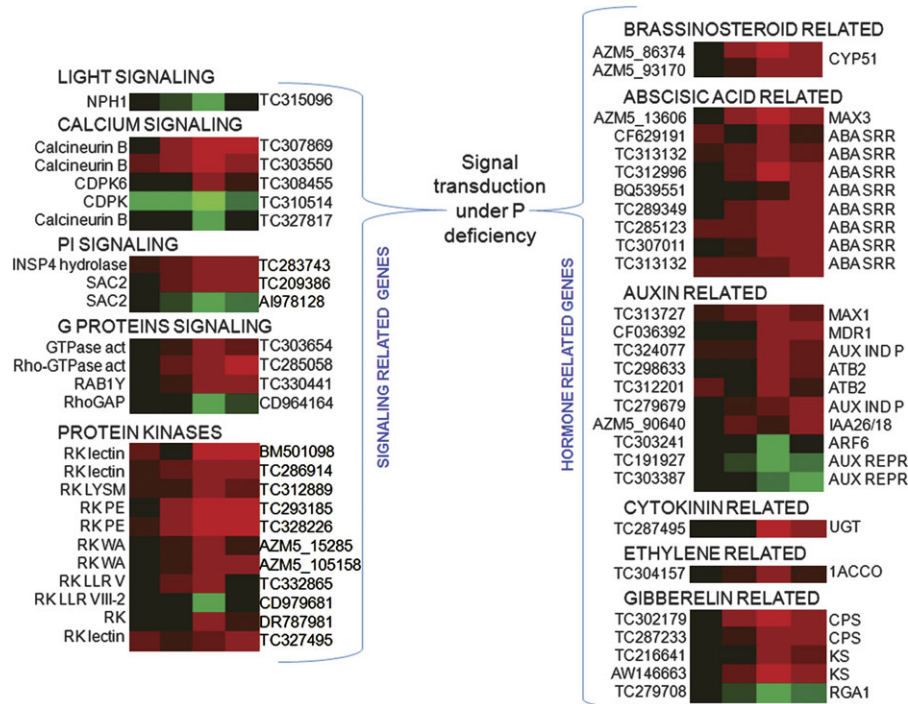 LIGHT SIGNALING
NPH1 TC315096
CALCIUM SIGNALING
Calcineurin B TC307869
Calcineurin B TC303550
CDPK6 TC308455
CDPK TC310514
Calcineurin B TC327817
PI SIGNALING
INSP4 hydrolase TC283743
SAC2 TC209386
SAC2 AI978128
G PROTEINS SIGNALING
GTPase act TC303654
Rho-GTPase act TC285058
RAB1Y TC330441
RhoGAP CD964164
PROTEIN KINASES
RK lectin BM501098
RK lectin TC286914
RK LYSM TC312889
RK PE TC293185
RK PE TC328226
RK WA AZM5_15285
RK WA AZM5_105158
RK LLR V TC332865
RK LLR VIII-2 CD979681
RK DR787981
RK lectin TC327495
SIGNALING RELATED GENES
Signal
transduction
under P
deficiency
HORMONE RELATED GENES
BRASSINOSTEROID RELATED
AZM5_86374 CYP51
AZM5_93170
ABSCISIC ACID RELATED
AZM5_13606 MAX3
CF629191 ABA SRR
TC313132 ABA SRR
TC312996 ABA SRR
BQ539551 ABA SRR
TC289349 ABA SRR
TC285123 ABA SRR
TC307011 ABA SRR
TC313132 ABA SRR
AUXIN RELATED
TC313727 MAX1
CF036392 MDR1
TC324077 AUX IND P
TC298633 ATB2
TC312201 ATB2
TC279679 AUX IND P
AZM5_90640 IAA26/18
TC303241 ARF6
TC191927 AUX REPR
TC303387 AUX REPR
CYTOKININ RELATED
TC287495 UGT
ETHYLENE RELATED
TC304157 1ACCO
GIBBERELIN RELATED
TC302179 CPS
TC287233 CPS
TC216641 KS
AW146663 KS
TC279708 RGA1